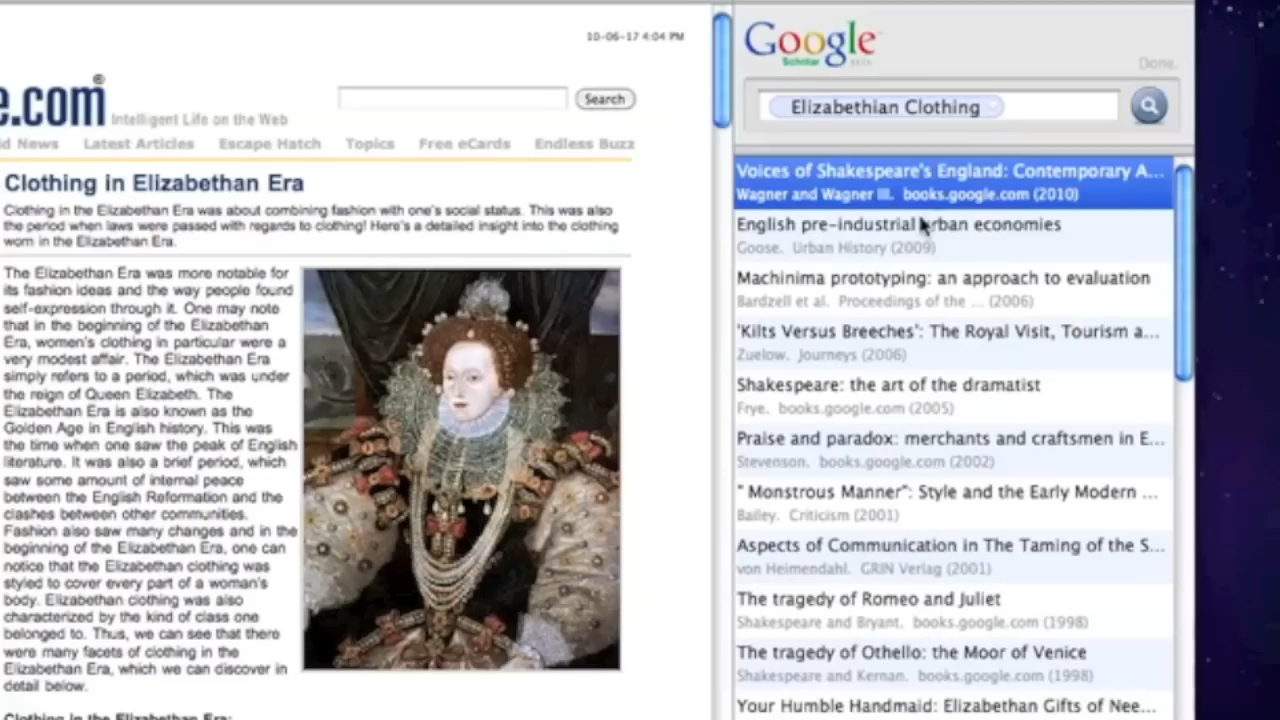 10-06-17 4:04 PM
e.com®
Intelligent Life on the Web
Search
ld News Latest Articles Escape Hatch Topics Free eCards Endless Buzz
Clothing in Elizabethan Era
Clothing in the Elizabethan Era was about combining fashion with one's social status. This was also
the period when laws were passed with regards to clothing! Here's a detailed insight into the clothing
worn in the Elizabethan Era.
The Elizabethan Era was more notable for
its fashion ideas and the way people found
self-expression through it. One may note
that in the beginning of the Elizabethan
Era, women's clothing in particular were a
very modest affair. The Elizabethan Era
simply refers to a period, which was under
the reign of Queen Elizabeth. The
Elizabethan Era is also known as the
Golden Age in English history. This was
the time when one saw the peak of English
literature. It was also a brief period, which
saw some amount of internal peace
between the English Reformation and the
clashes between other communities.
Fashion also saw many changes and in the
beginning of the Elizabethan Era, one can
notice that the Elizabethan clothing was
styled to cover every part of a woman's
body. Elizabethan clothing was also
characterized by the kind of class one
belonged to. Thus, we can see that there
were many facets of clothing in the
Elizabethan Era, which we can discover in
detail below.
Clothing in the Elizabethan Era:
Google
Scholar BETA
Done.
Elizabethian Clothing
Voices of Shakespeare's England: Contemporary A...
Wagner and Wagner III. books.google.com (2010)
English pre-industrial urban economies
Goose. Urban History (2009)
Machinima prototyping: an approach to evaluation
Bardzell et al. Proceedings of the ... (2006)
'Kilts Versus Breeches': The Royal Visit, Tourism a...
Zuelow. Journeys (2006)
Shakespeare: the art of the dramatist
Frye. books.google.com (2005)
Praise and paradox: merchants and craftsmen in E...
Stevenson. books.google.com (2002)
" Monstrous Manner": Style and the Early Modern ...
Bailey. Criticism (2001)
Aspects of Communication in The Taming of the S...
von Heimendahl. GRIN Verlag (2001)
The tragedy of Romeo and Juliet
Shakespeare and Bryant. books.google.com (1998)
The tragedy of Othello: the Moor of Venice
Shakespeare and Kernan. books.google.com (1998)
Your Humble Handmaid: Elizabethan Gifts of Nee...